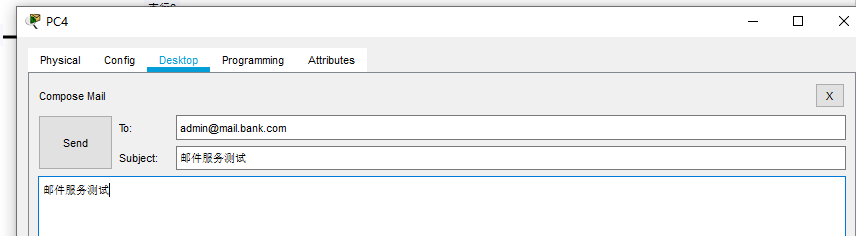 PC4
Physical Config Desktop Programming Attributes
Compose Mail X
Send
To: admin@mail.bank.com
Subject: 邮件服务测试
邮件服务测试